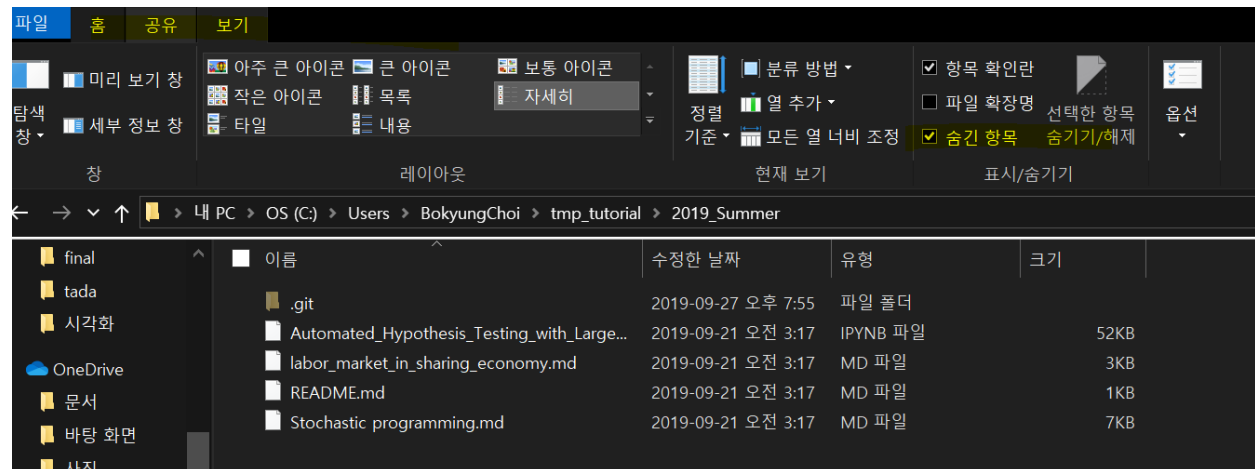 파일 홈 공유 보기
미리 보기 창 아주 큰 아이콘 큰 아이콘 보통 아이콘 분류 방법 항목 확인란
작은 아이콘 목록 자세히 열 추가 파일 확장명
탐색 창 세부 정보 창 타일 내용 정렬 기준 모든 열 너비 조정 숨긴 항목 선택한 항목 숨기기/해제 옵션
창 레이아웃 현재 보기 표시/숨기기
내 PC > OS (C:) > Users > BokyungChoi > tmp_tutorial > 2019_Summer
final 이름 수정한 날짜 유형 크기
tada .git 2019-09-27 오후 7:55 파일 폴더
시각화 Automated_Hypothesis_Testing_with_Large... 2019-09-21 오전 3:17 IPYNB 파일 52KB
OneDrive labor_market_in_sharing_economy.md 2019-09-21 오전 3:17 MD 파일 3KB
문서 README.md 2019-09-21 오전 3:17 MD 파일 1KB
바탕 화면 Stochastic programming.md 2019-09-21 오전 3:17 MD 파일 7KB
사진